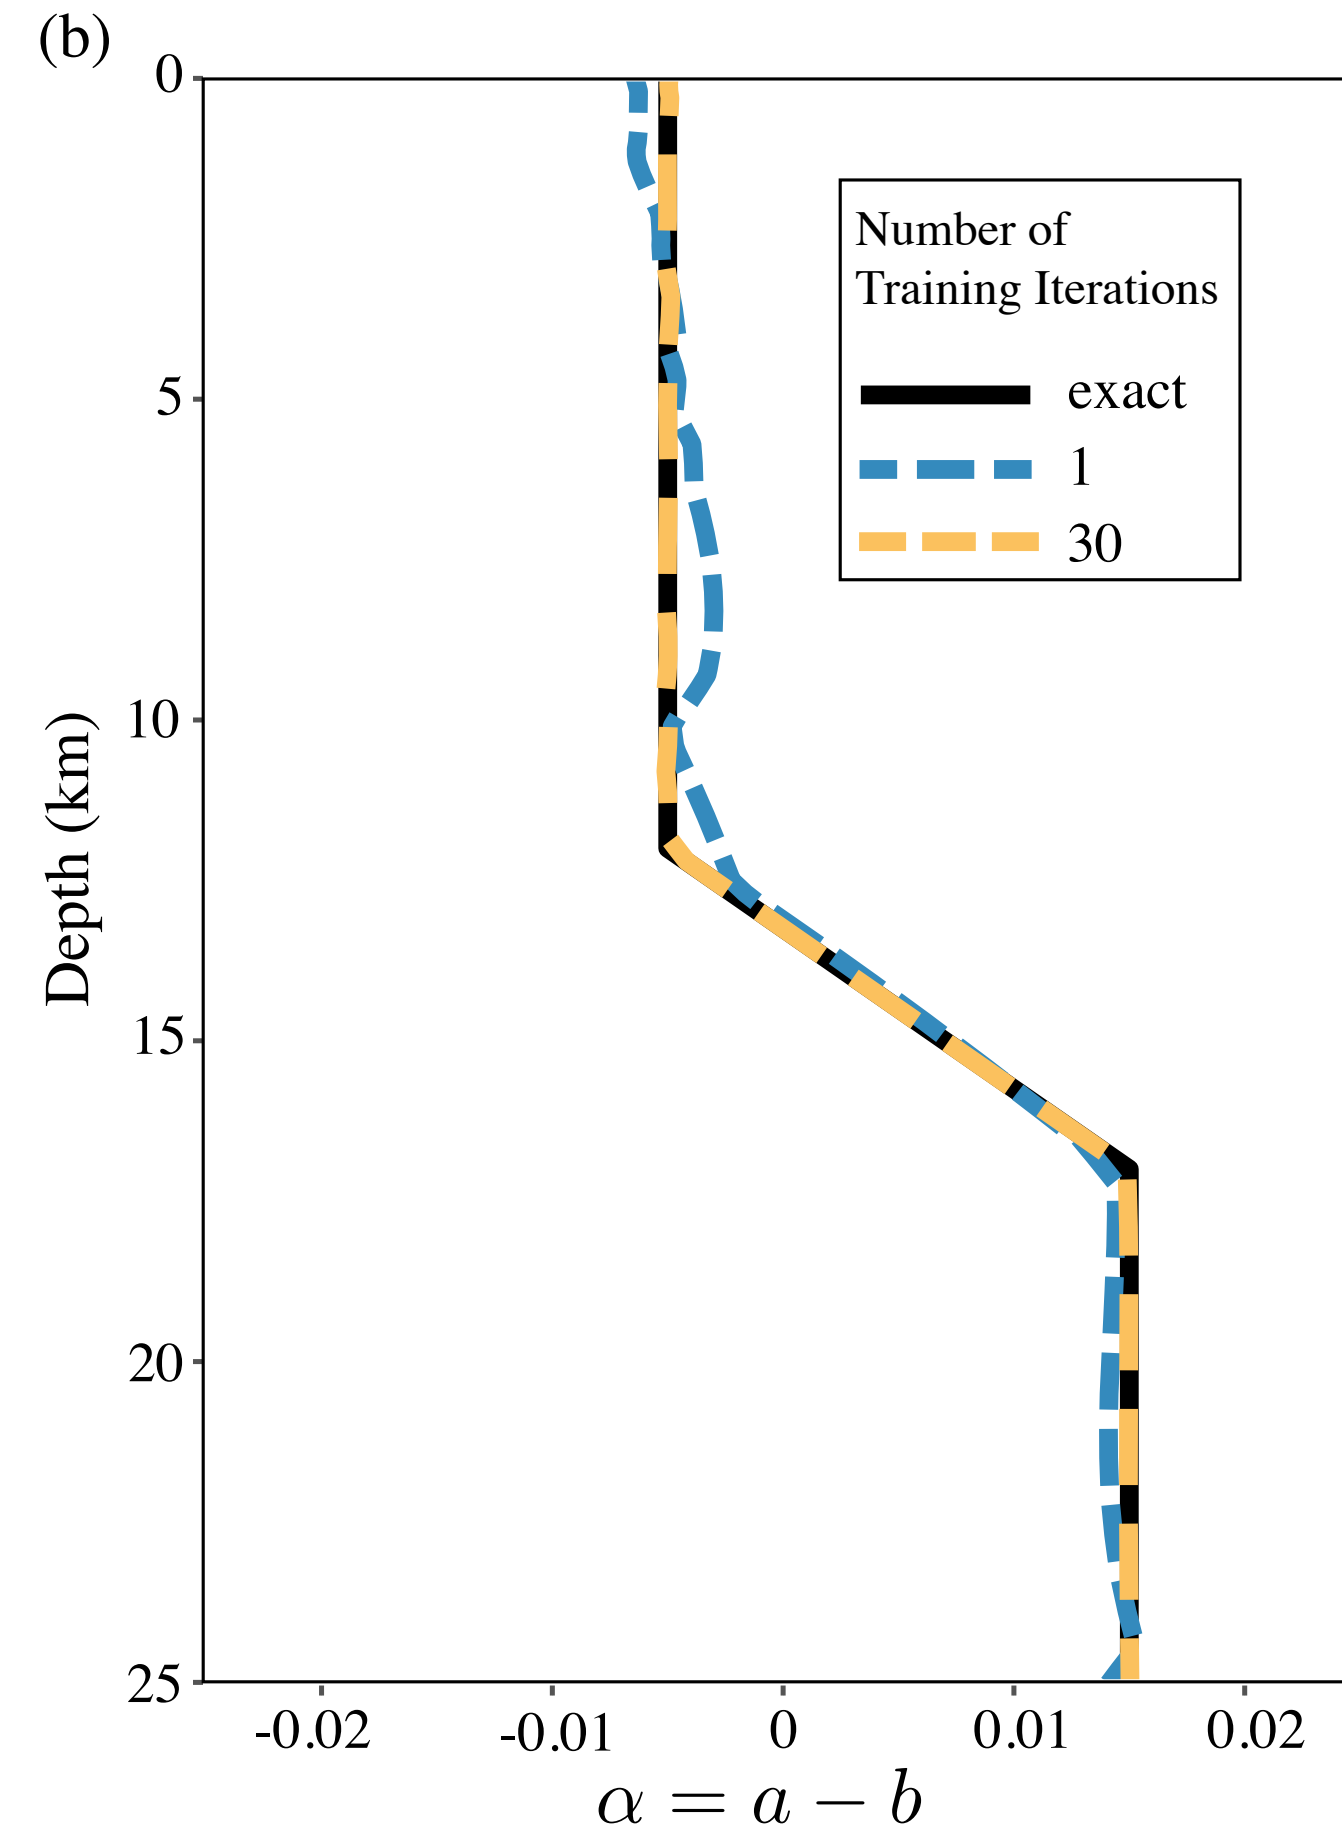 (b)
0
5
10
15
20
25
Depth (km)
Number of
Training Iterations
exact
1
30
-0.02
-0.01
0
0.01
0.02
α = a − b